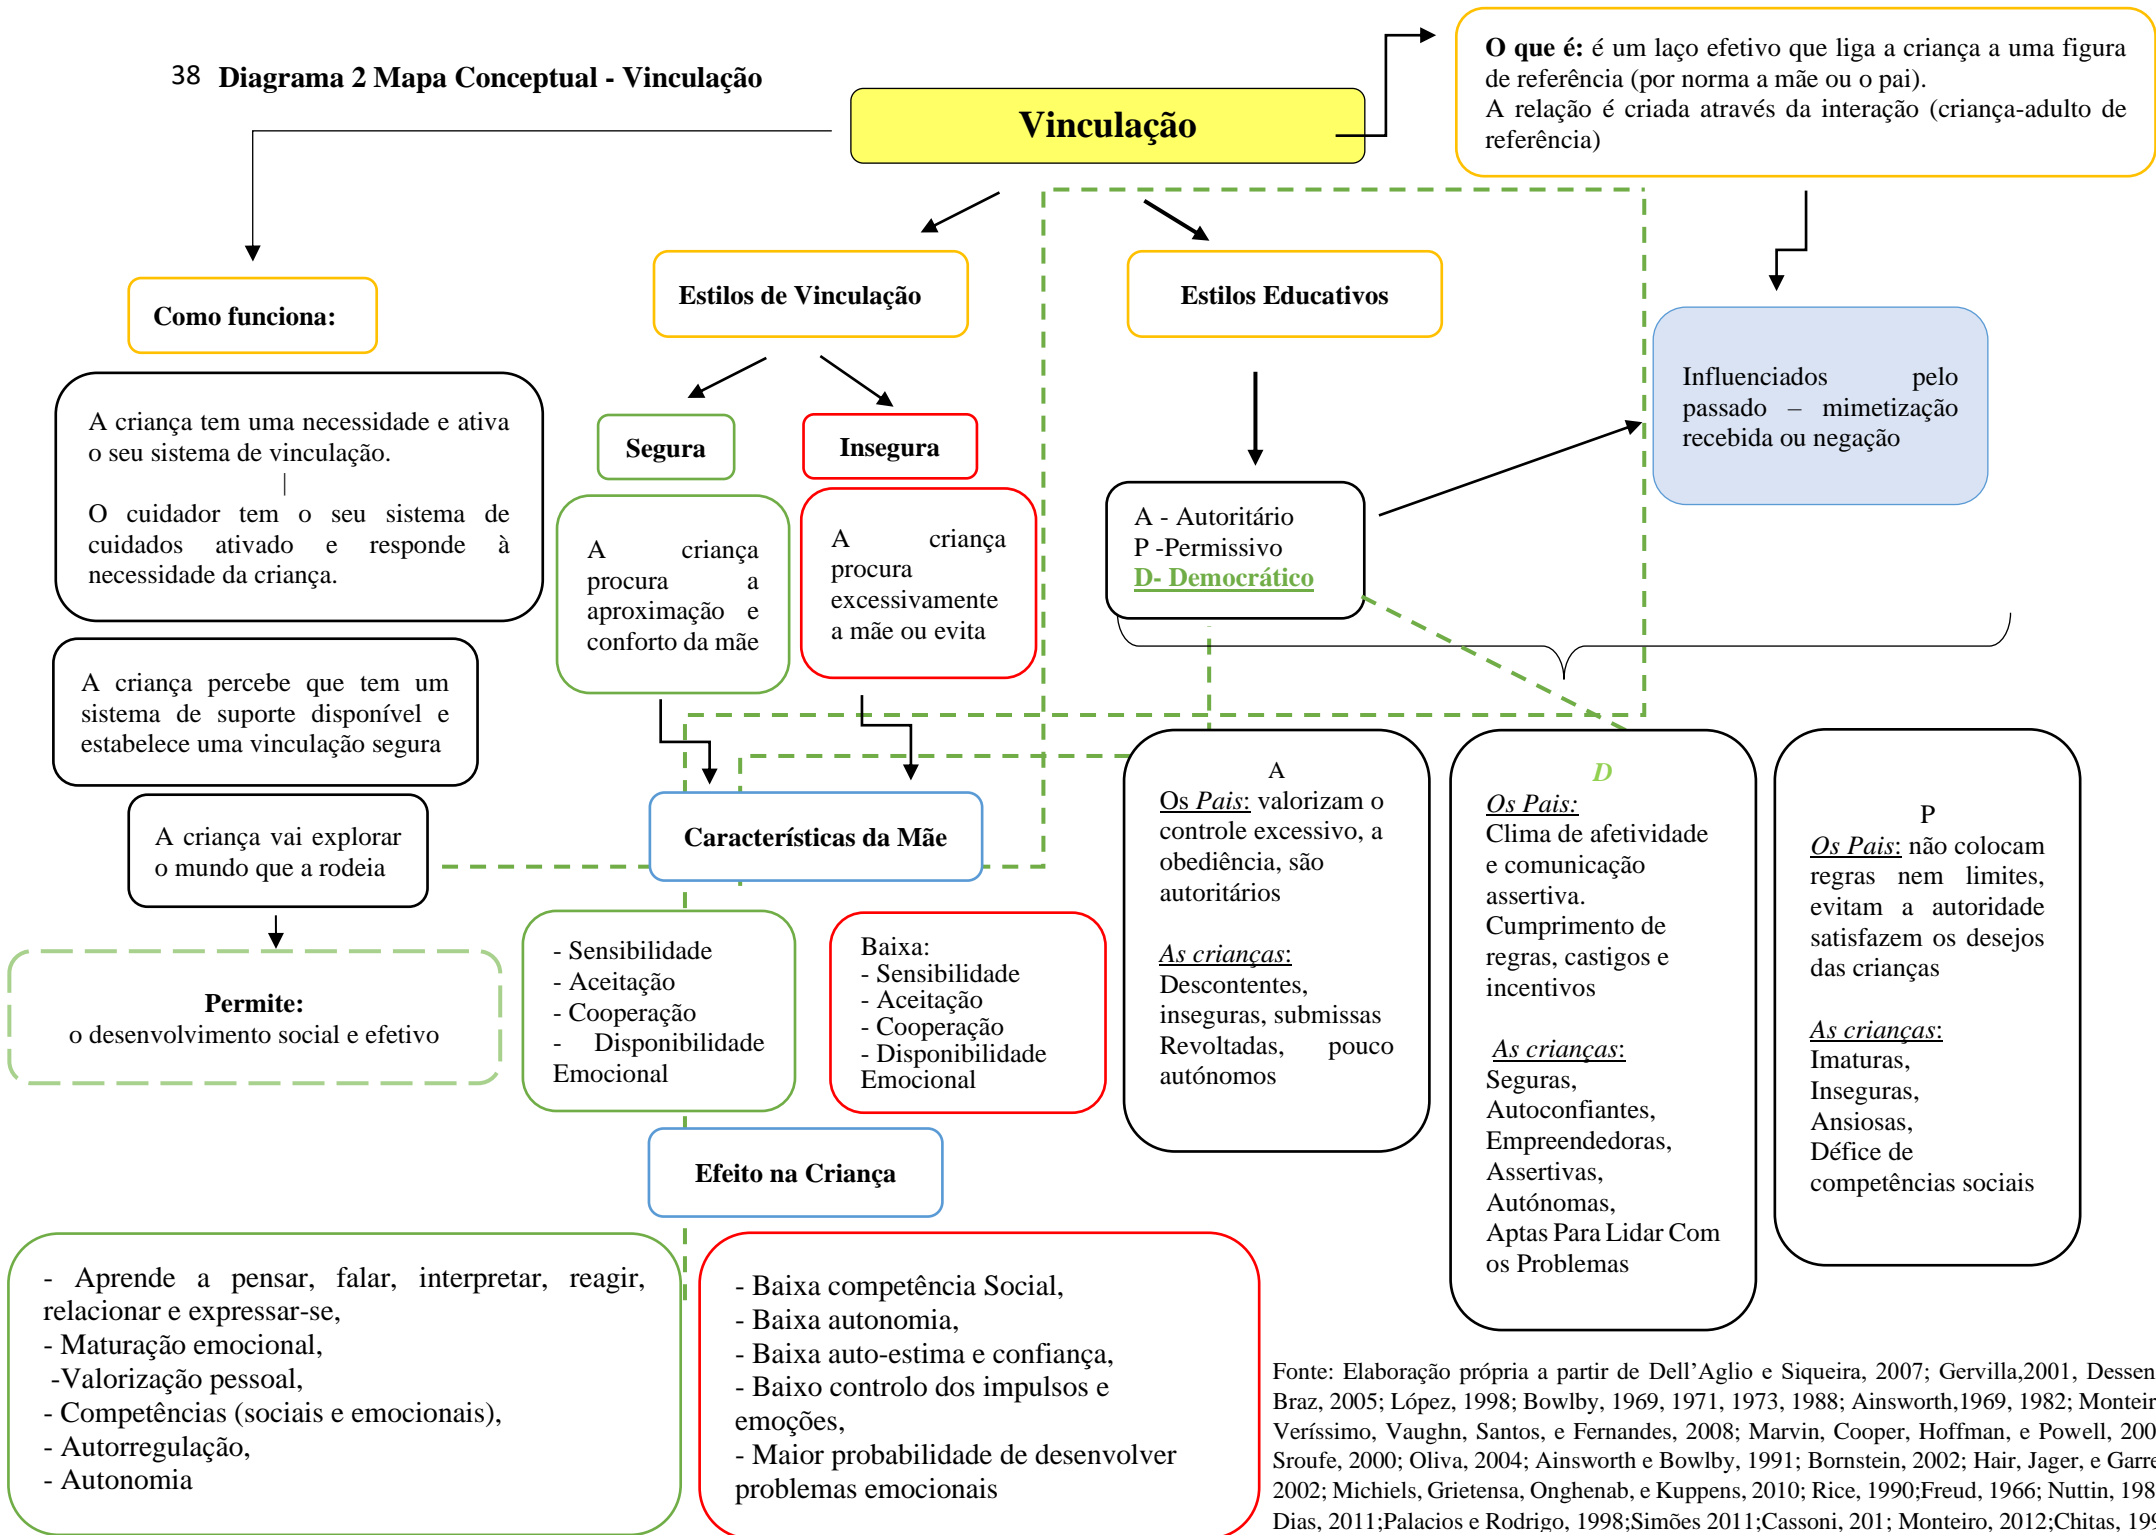 38 Diagrama 2 Mapa Conceptual - Vinculação
Vinculação
O que é: é um laço efetivo que liga a criança a uma figura
de referência (por norma a mãe ou o pai).
A relação é criada através da interação (criança-adulto de
referência)
Como funciona:
A criança tem uma necessidade e ativa
o seu sistema de vinculação.
|
O cuidador tem o seu sistema de
cuidados ativado e responde à
necessidade da criança.
A criança percebe que tem um
sistema de suporte disponível e
estabelece uma vinculação segura
A criança vai explorar
o mundo que a rodeia
Permite:
o desenvolvimento social e efetivo
Estilos de Vinculação
Segura
Insegura
A criança
procura a
aproximação e
conforto da mãe
A criança
procura
excessivamente
a mãe ou evita
Características da Mãe
- Sensibilidade
- Aceitação
- Cooperação
- Disponibilidade
Emocional
Baixa:
- Sensibilidade
- Aceitação
- Cooperação
- Disponibilidade
Emocional
Efeito na Criança
- Aprende a pensar, falar, interpretar, reagir,
relacionar e expressar-se,
- Maturação emocional,
-Valorização pessoal,
- Competências (sociais e emocionais),
- Autorregulação,
- Autonomia
- Baixa competência Social,
- Baixa autonomia,
- Baixa auto-estima e confiança,
- Baixo controlo dos impulsos e
emoções,
- Maior probabilidade de desenvolver
problemas emocionais
Estilos Educativos
A - Autoritário
P -Permissivo
D- Democrático
Influenciados pelo
passado – mimetização
recebida ou negação
A
Os Pais: valorizam o
controle excessivo, a
obediência, são
autoritários
As crianças:
Descontentes,
inseguras, submissas
Revoltadas, pouco
autónomos
D
Os Pais:
Clima de afetividade
e comunicação
assertiva.
Cumprimento de
regras, castigos e
incentivos
As crianças:
Seguras,
Autoconfiantes,
Empreendedoras,
Assertivas,
Autónomas,
Aptas Para Lidar Com
os Problemas
P
Os Pais: não colocam
regras nem limites,
evitam a autoridade
satisfazem os desejos
das crianças
As crianças:
Imaturas,
Inseguras,
Ansiosas,
Défice de
competências sociais
Fonte: Elaboração própria a partir de Dell’Aglio e Siqueira, 2007; Gervilla,2001, Dessen
Braz, 2005; López, 1998; Bowlby, 1969, 1971, 1973, 1988; Ainsworth,1969, 1982; Monteir
Veríssimo, Vaughn, Santos, e Fernandes, 2008; Marvin, Cooper, Hoffman, e Powell, 200
Sroufe, 2000; Oliva, 2004; Ainsworth e Bowlby, 1991; Bornstein, 2002; Hair, Jager, e Garre
2002; Michiels, Grietensa, Onghenab, e Kuppens, 2010; Rice, 1990;Freud, 1966; Nuttin, 198
Dias, 2011;Palacios e Rodrigo, 1998;Simões 2011;Cassoni, 201; Monteiro, 2012;Chitas, 19